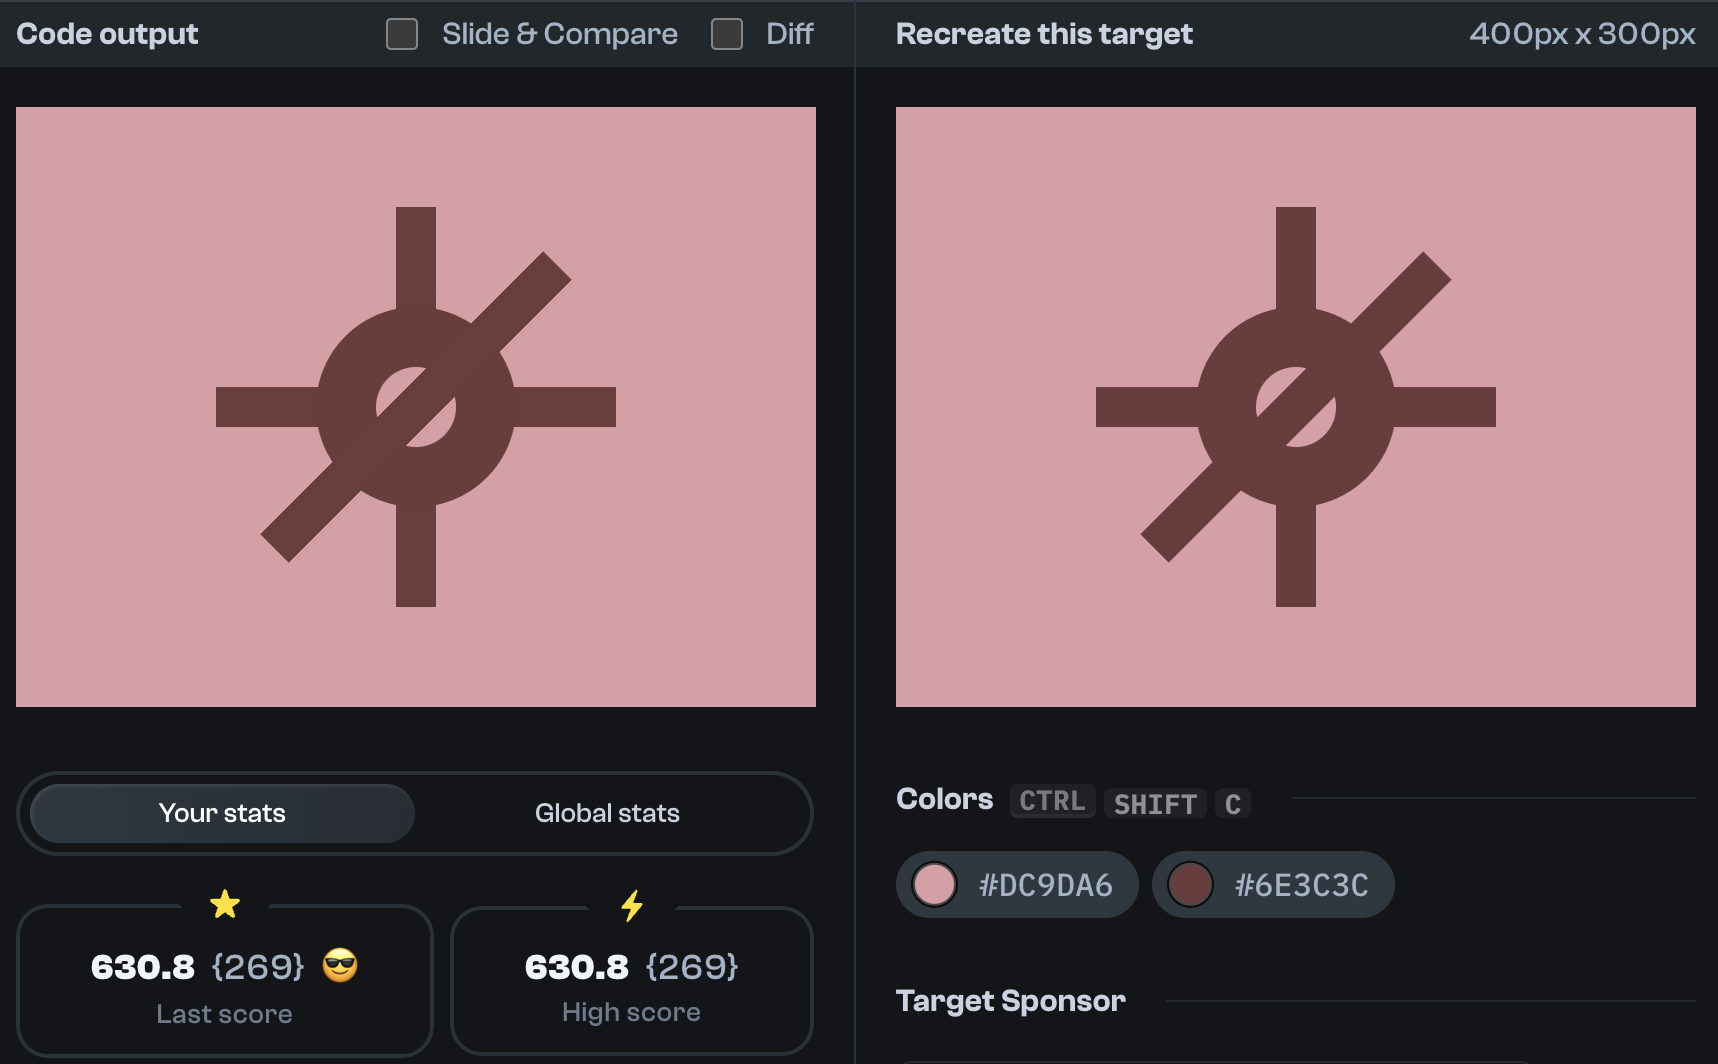 Code output
Slide & Compare
Diff
Recreate this target
400px x 300px
Your stats
Global stats
Colors CTRL SHIFT C
#DC9DA6
#6E3C3C
630.8 {269} 😎
Last score
630.8 {269}
High score
Target Sponsor